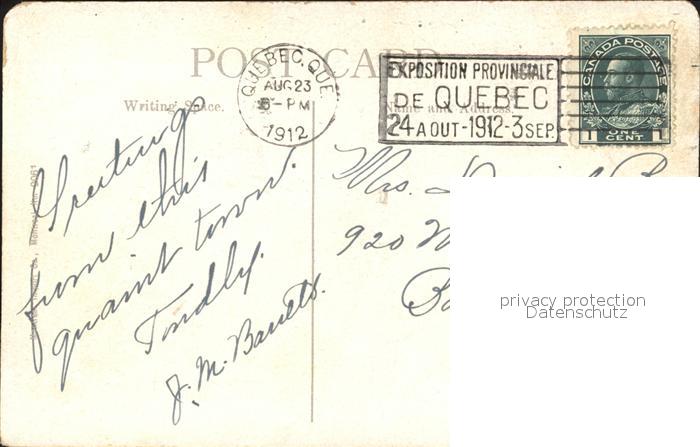 POST CARD
QUEBEC, QUE.
AUG 23
6-PM
1912
EXPOSITION PROVINCIALE
DE QUEBEC
24 AOUT-1912-3 SEP.
CANADA POSTAGE
1 ONE CENT 1
Writing Space.
Name and Address.
Greetings
from this
quaint town.
Fondly.
J. M.
Mrs.
920
privacy protection
Datenschutz